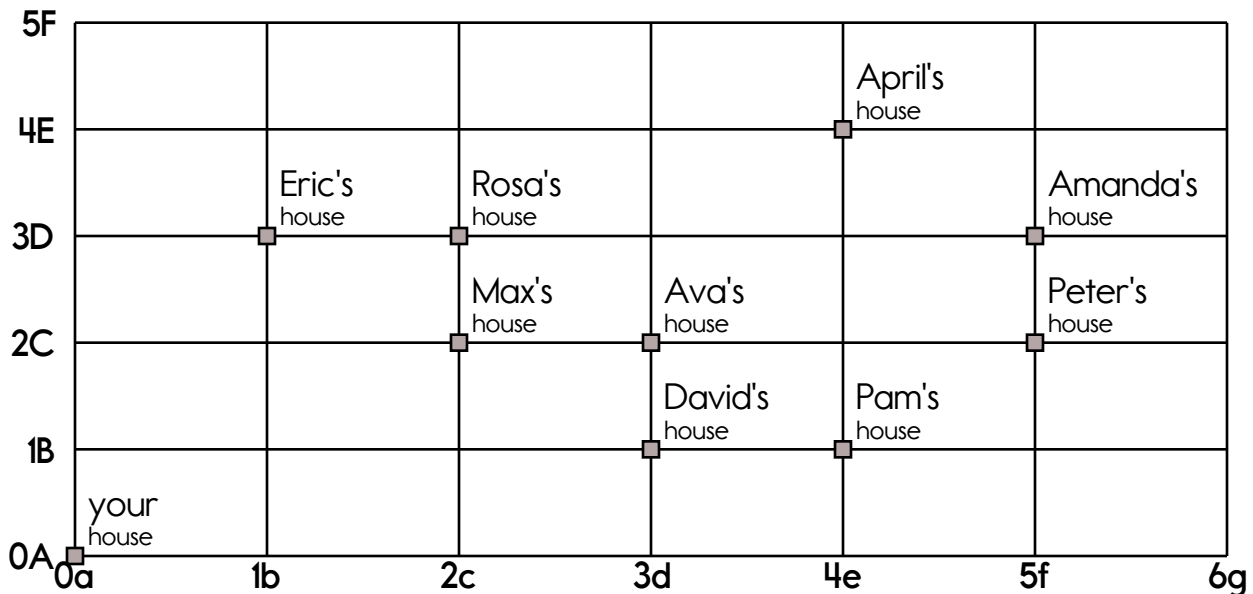 5F
April's
house
4E
Eric's
house
Rosa's
house
Amanda's
house
3D
Max's
house
Ava's
house
Peter's
house
2C
David's
house
Pam's
house
1B
your
house
0A
0a 1b 2c 3d 4e 5f 6g